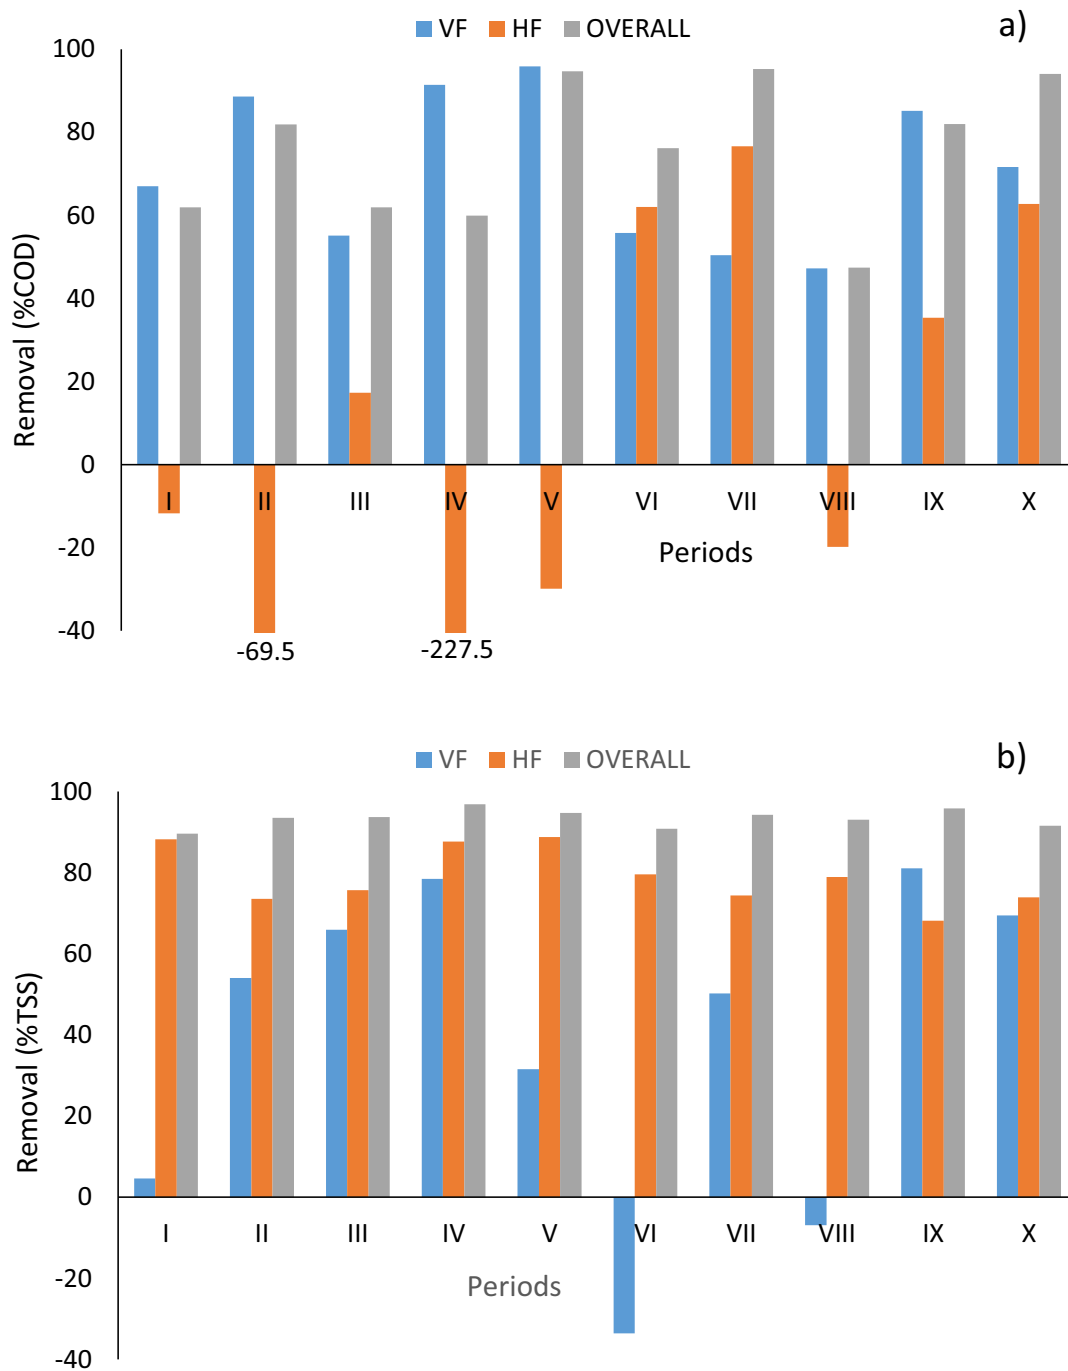 VF HF OVERALL
a)
100
80
60
40
20
0
-20
-40
Removal (%COD)
I II III IV V VI VII VIII IX X
Periods
-69.5 -227.5
VF HF OVERALL
b)
100
80
60
40
20
0
-20
-40
Removal (%TSS)
I II III IV V VI VII VIII IX X
Periods